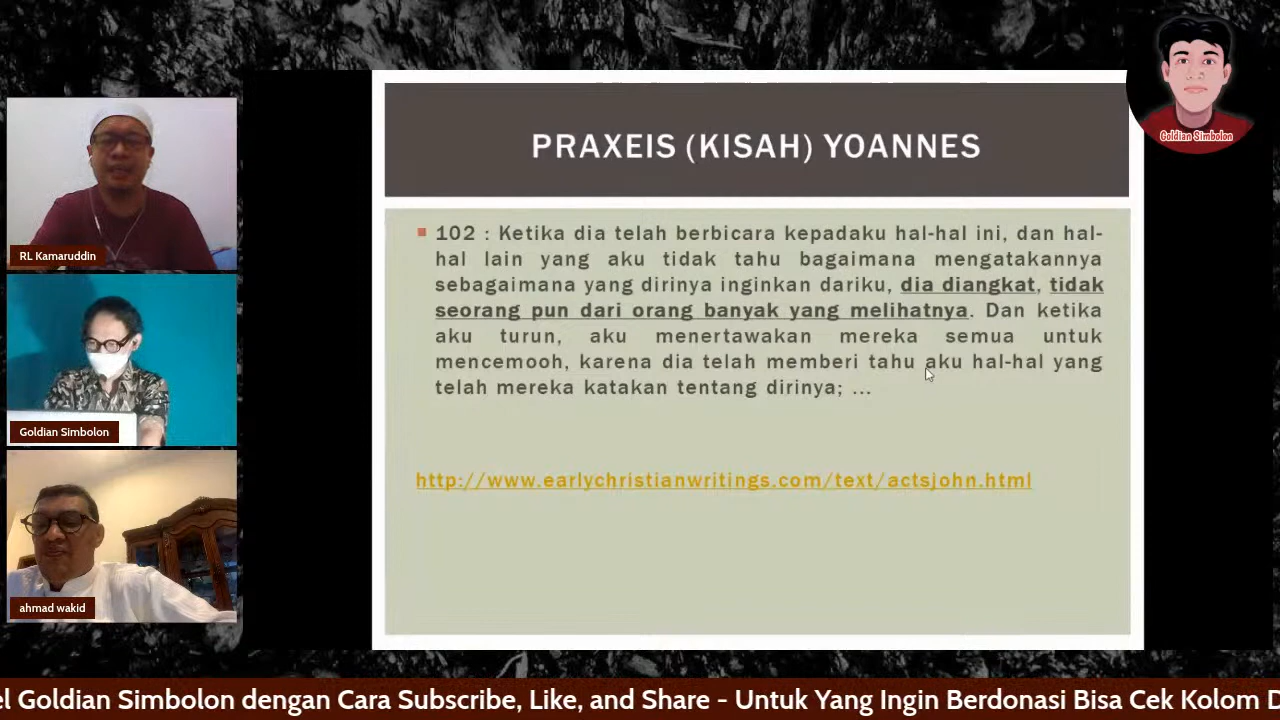 Goldian Simbolon
PRAXEIS (KISAH) YOANNES
102 : Ketika dia telah berbicara kepadaku hal-hal ini, dan hal-
hal lain yang aku tidak tahu bagaimana mengatakannya
sebagaimana yang dirinya inginkan dariku, dia diangkat, tidak
seorang pun dari orang banyak yang melihatnya. Dan ketika
aku turun, aku menertawakan mereka semua untuk
mencemooh, karena dia telah memberi tahu aku hal-hal yang
telah mereka katakan tentang dirinya; ...
http://www.earlychristianwritings.com/text/actsjohn.html
RL Kamaruddin
Goldian Simbolon
ahmad wakid
el Goldian Simbolon dengan Cara Subscribe, Like, and Share - Untuk Yang Ingin Berdonasi Bisa Cek Kolom D